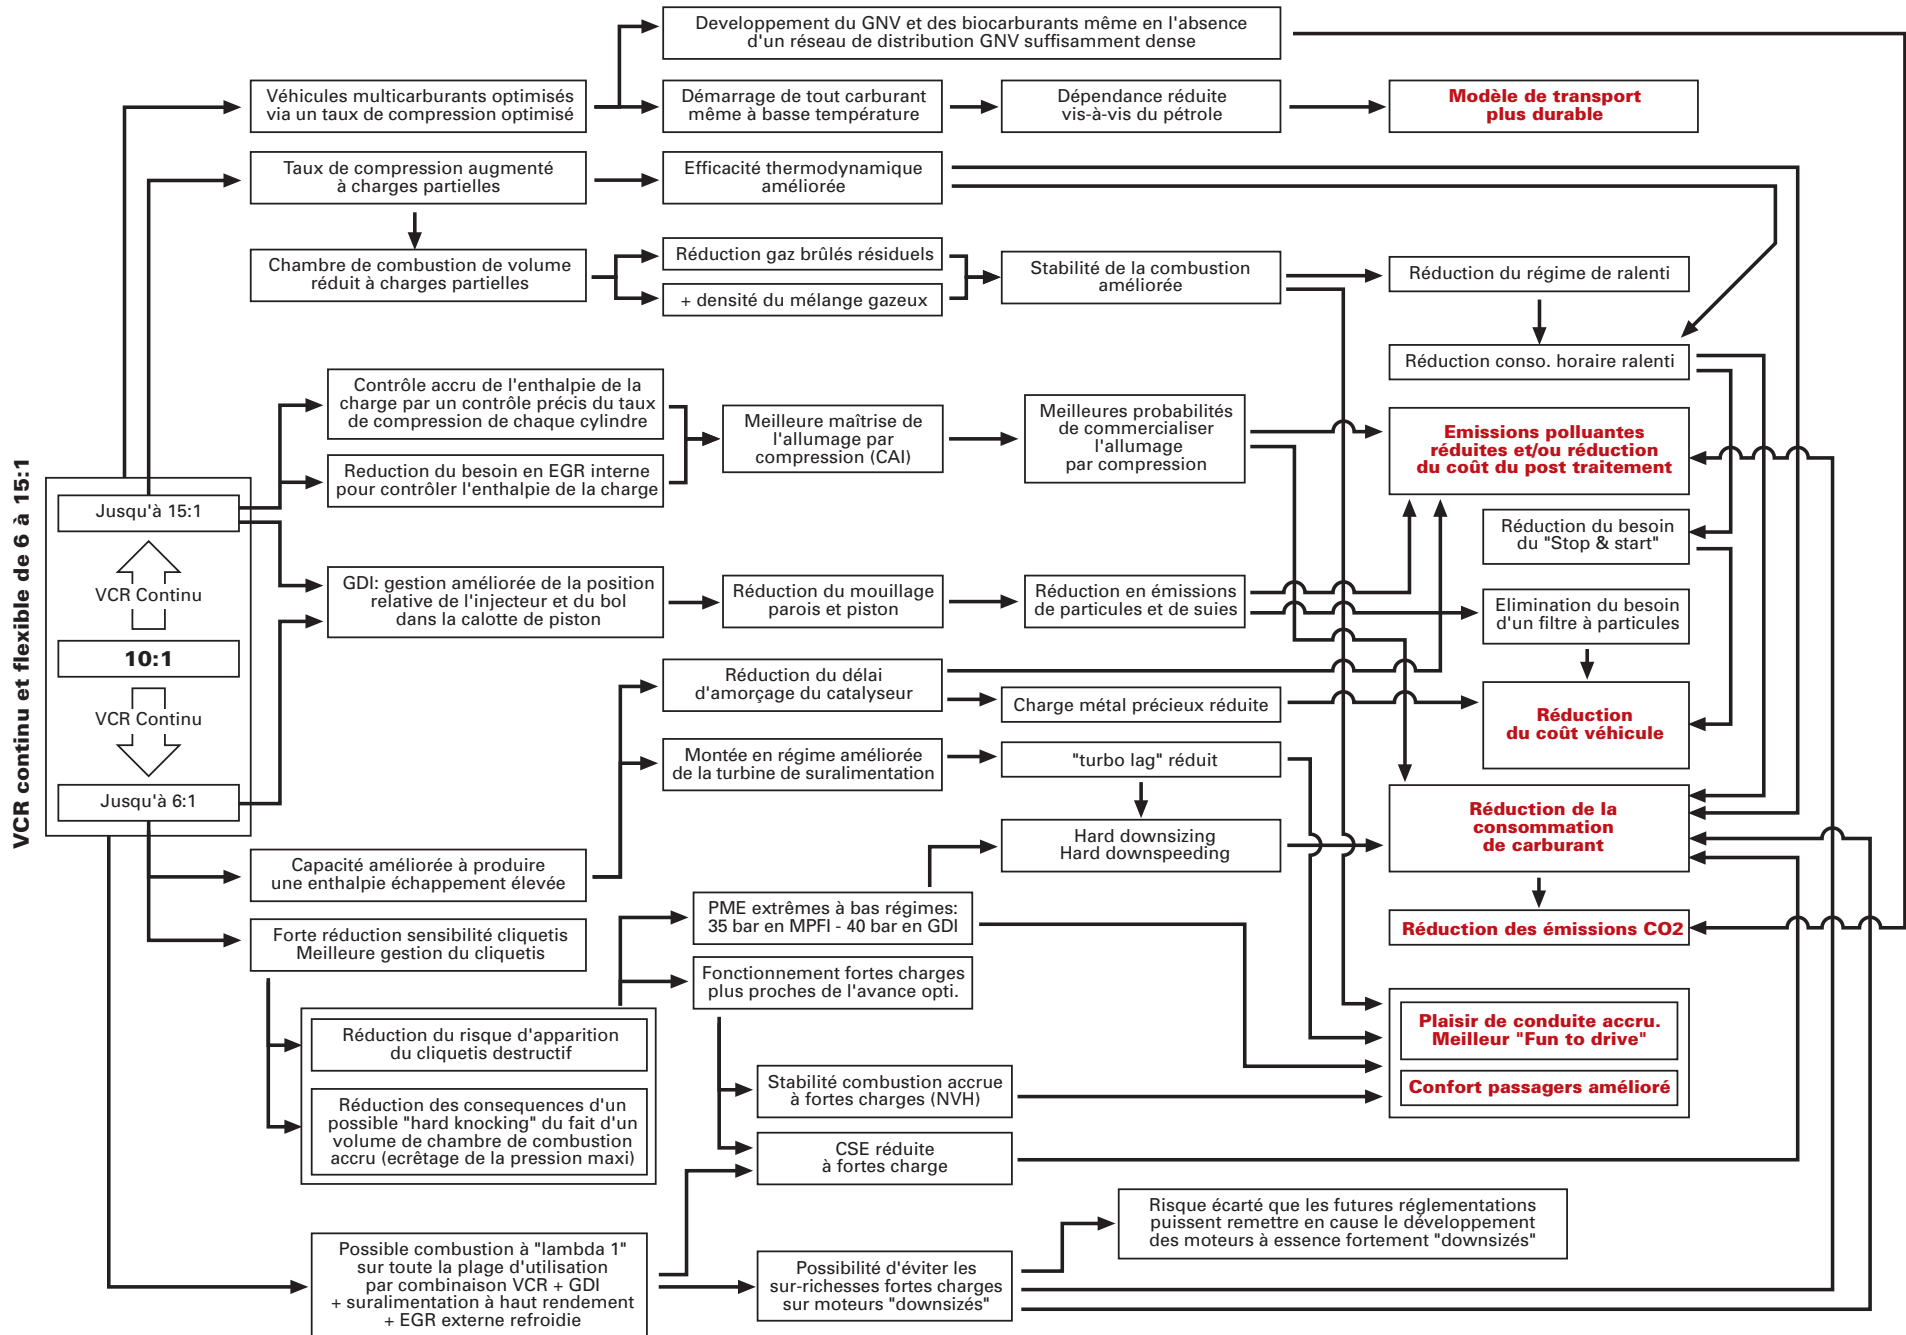 VCR continu et flexible de 6 à 15:1
Jusqu'à 15:1
VCR Continu
10:1
VCR Continu
Jusqu'à 6:1
Developpement du GNV et des biocarburants même en l'absence
d'un réseau de distribution GNV suffisamment dense
Véhicules multicarburants optimisés
via un taux de compression optimisé
Démarrage de tout carburant
même à basse température
Dépendance réduite
vis-à-vis du pétrole
Modèle de transport
plus durable
Taux de compression augmenté
à charges partielles
Efficacité thermodynamique
améliorée
Chambre de combustion de volume
réduit à charges partielles
Réduction gaz brûlés résiduels
+ densité du mélange gazeux
Stabilité de la combustion
améliorée
Réduction du régime de ralenti
Réduction conso. horaire ralenti
Contrôle accru de l'enthalpie de la
charge par un contrôle précis du taux
de compression de chaque cylindre
Reduction du besoin en EGR interne
pour contrôler l'enthalpie de la charge
Meilleure maîtrise de
l'allumage par
compression (CAI)
Meilleures probabilités
de commercialiser
l'allumage
par compression
Emissions polluantes
réduites et/ou réduction
du coût du post traitement
Réduction du besoin
du "Stop & start"
GDI: gestion améliorée de la position
relative de l'injecteur et du bol
dans la calotte de piston
Réduction du mouillage
parois et piston
Réduction en émissions
de particules et de suies
Elimination du besoin
d'un filtre à particules
Réduction du délai
d'amorçage du catalyseur
Charge métal précieux réduite
Réduction
du coût véhicule
Montée en régime améliorée
de la turbine de suralimentation
"turbo lag" réduit
Hard downsizing
Hard downspeeding
Réduction de la
consommation
de carburant
Capacité améliorée à produire
une enthalpie échappement élevée
PME extrêmes à bas régimes:
35 bar en MPFI - 40 bar en GDI
Réduction des émissions CO2
Forte réduction sensibilité cliquetis
Meilleure gestion du cliquetis
Fonctionnement fortes charges
plus proches de l'avance opti.
Réduction du risque d'apparition
du cliquetis destructif
Réduction des consequences d'un
possible "hard knocking" du fait d'un
volume de chambre de combustion
accru (ecrêtage de la pression maxi)
Plaisir de conduite accru.
Meilleur "Fun to drive"
Confort passagers amélioré
Stabilité combustion accrue
à fortes charges (NVH)
CSE réduite
à fortes charge
Risque écarté que les futures réglementations
puissent remettre en cause le développement
des moteurs à essence fortement "downsizés"
Possible combustion à "lambda 1"
sur toute la plage d'utilisation
par combinaison VCR + GDI
+ suralimentation à haut rendement
+ EGR externe refroidie
Possibilité d'éviter les
sur-richesses fortes charges
sur moteurs "downsizés"